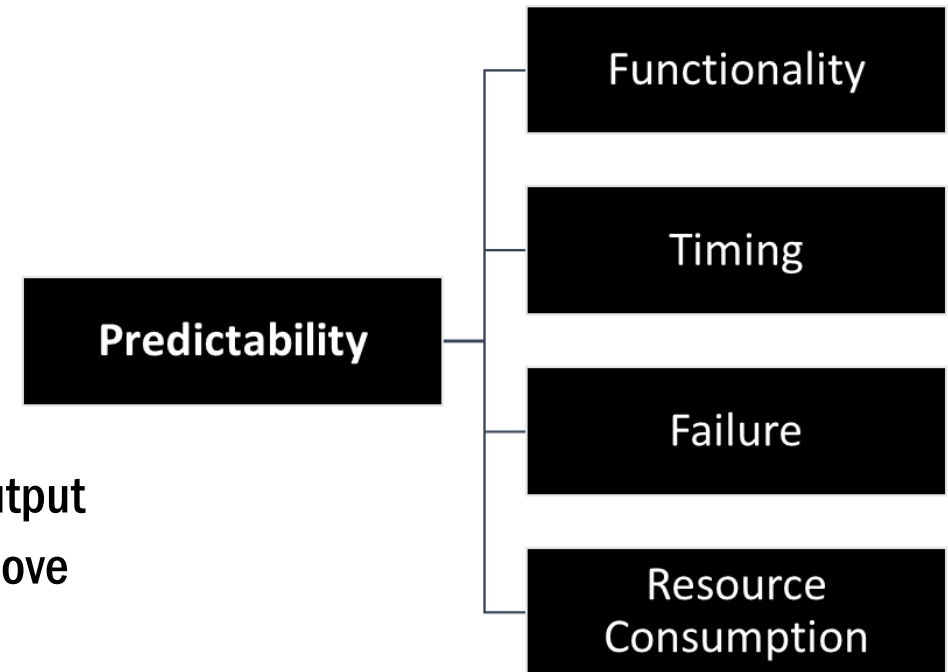 Functionality
Timing
Predictability
Failure
Resource
Consumption